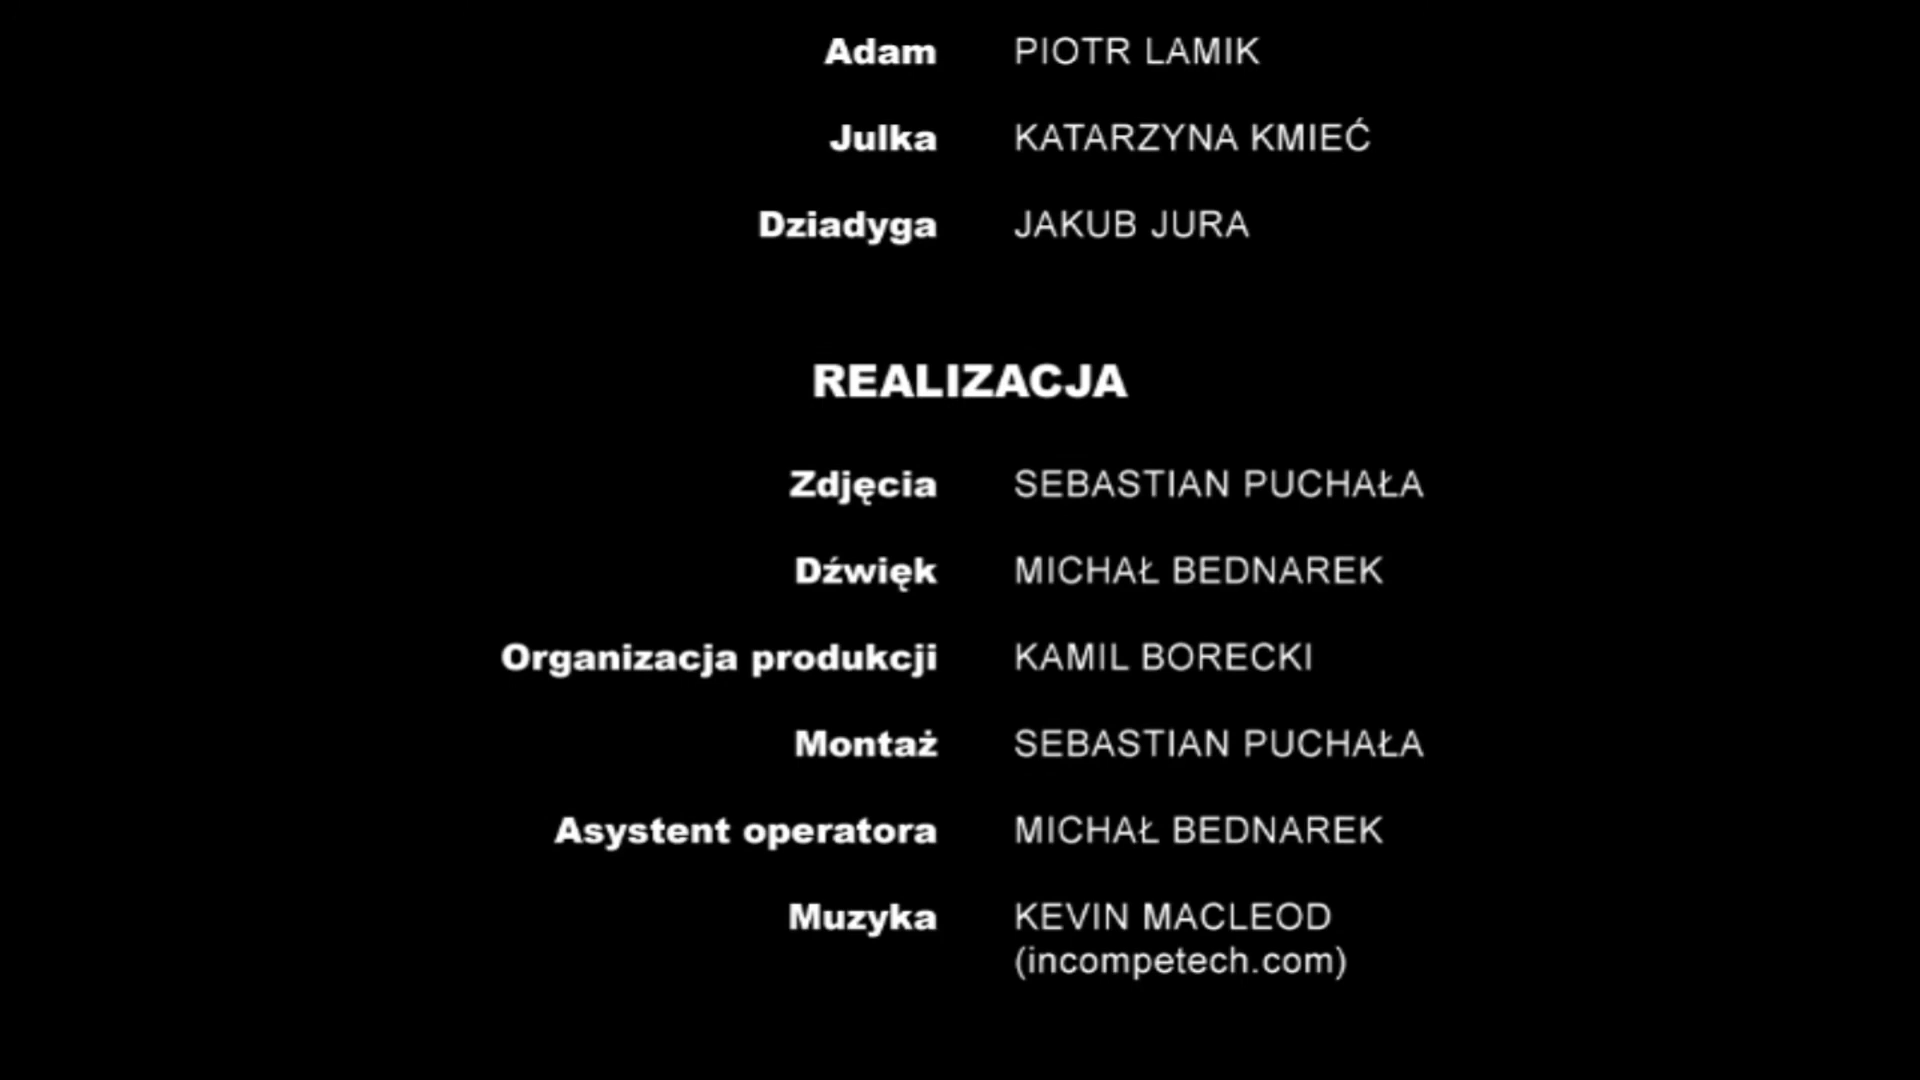 Adam PIOTR LAMIK
Julka KATARZYNA KMIEĆ
Dziadyga JAKUB JURA
REALIZACJA
Zdjęcia SEBASTIAN PUCHAŁA
Dźwięk MICHAŁ BEDNAREK
Organizacja produkcji KAMIL BORECKI
Montaż SEBASTIAN PUCHAŁA
Asystent operatora MICHAŁ BEDNAREK
Muzyka KEVIN MACLEOD
(incompetech.com)